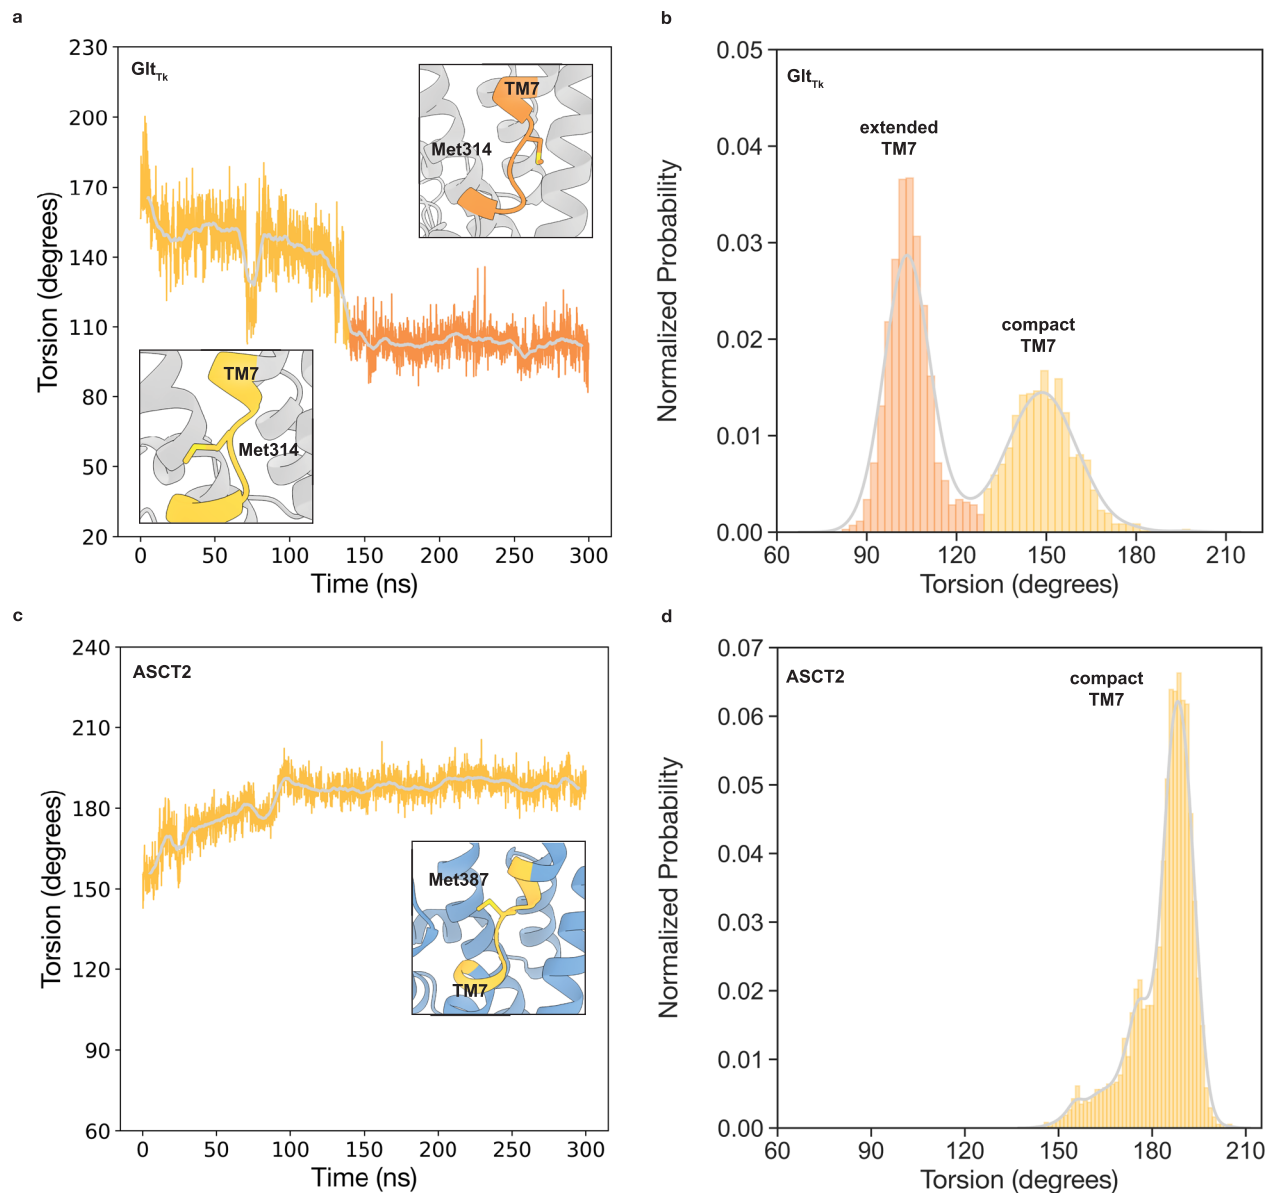 a
Glt_Tk
230
200
170
140
110
80
50
20
Torsion (degrees)
0 50 100 150 200 250 300
Time (ns)
TM7
Met314
TM7
Met314
b
Glt_Tk
0.05
0.04
0.03
0.02
0.01
0.00
Normalized Probability
extended
TM7
compact
TM7
60 90 120 150 180 210
Torsion (degrees)
c
ASCT2
240
210
180
150
120
90
60
Torsion (degrees)
0 50 100 150 200 250 300
Time (ns)
Met387
TM7
d
ASCT2
0.07
0.06
0.05
0.04
0.03
0.02
0.01
0.00
Normalized Probability
compact
TM7
60 90 120 150 180 210
Torsion (degrees)